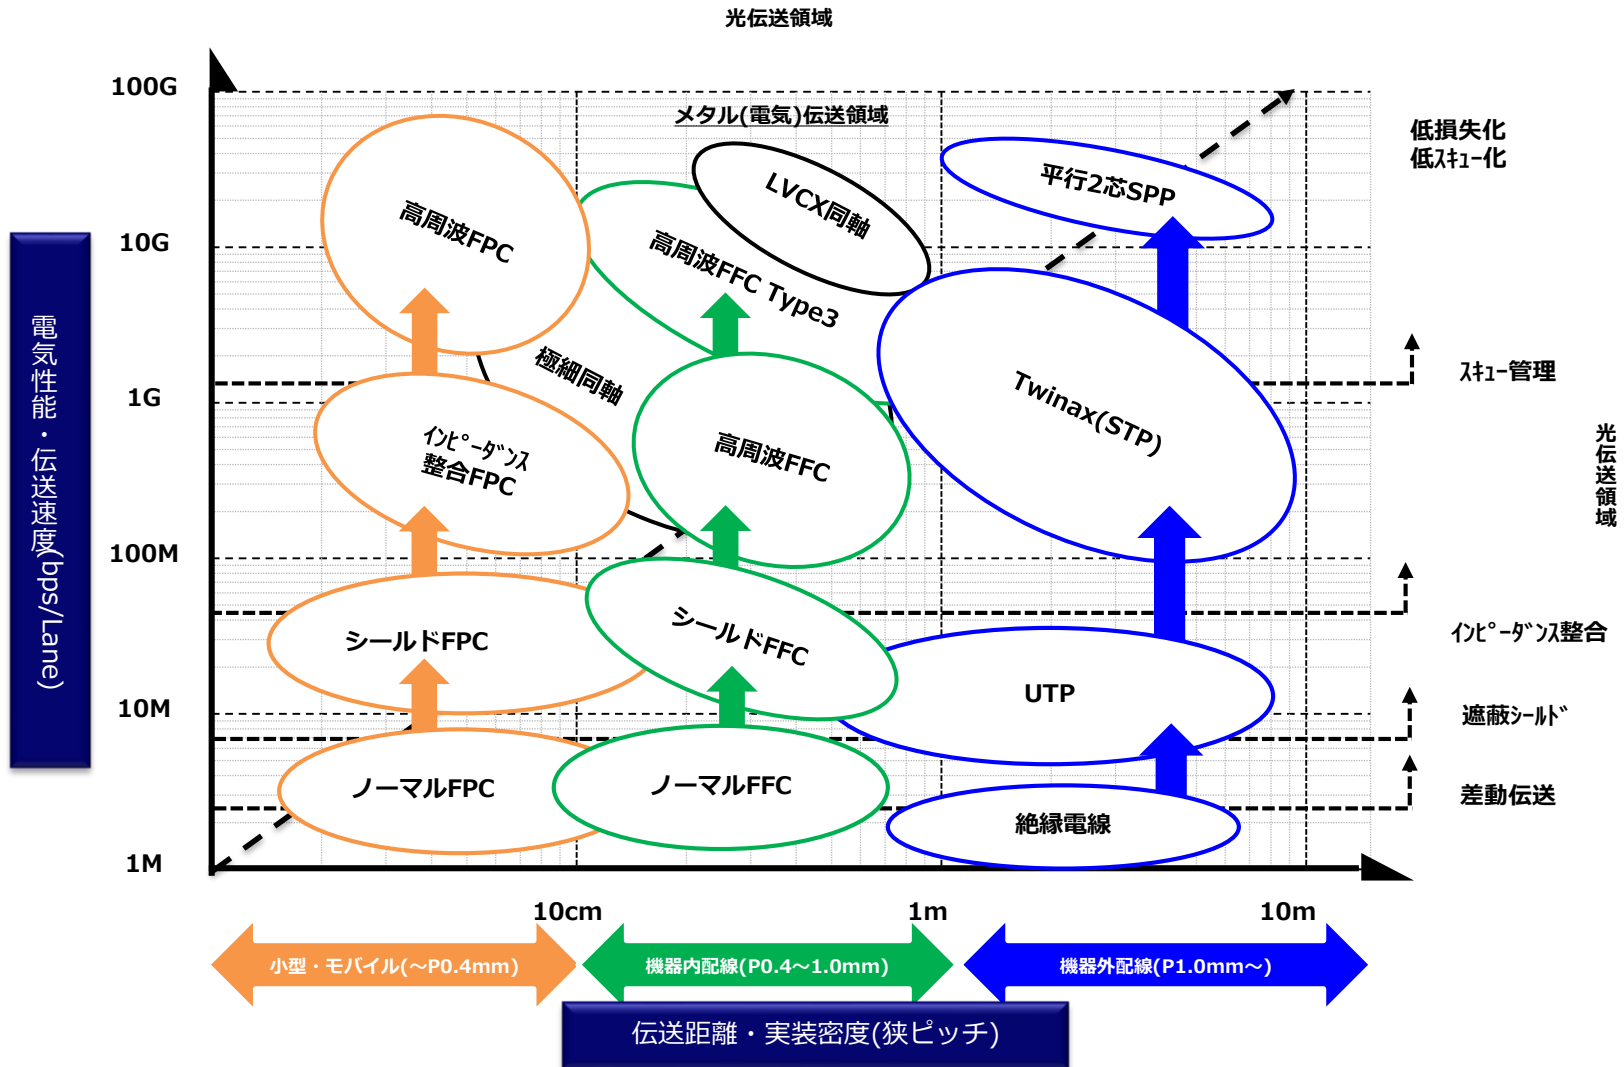 光伝送領域
100G
メタル(電気)伝送領域
低損失化
低ｽｷｭｰ化
平行2芯SPP
LVCX同軸
高周波FPC
高周波FFC Type3
10G
電気性能・伝送速度(bps/Lane)
極細同軸
Twinax(STP)
ｽｷｭｰ管理
1G
ｲﾝﾋﾟｰﾀﾞﾝｽ
整合FPC
高周波FFC
光伝送領域
100M
シールドFPC
シールドFFC
ｲﾝﾋﾟｰﾀﾞﾝｽ整合
UTP
10M
遮蔽ｼｰﾙﾄﾞ
ノーマルFPC
ノーマルFFC
差動伝送
絶縁電線
1M
10cm
1m
10m
小型・モバイル(～P0.4mm)
機器内配線(P0.4～1.0mm)
機器外配線(P1.0mm～)
伝送距離・実装密度(狭ピッチ)